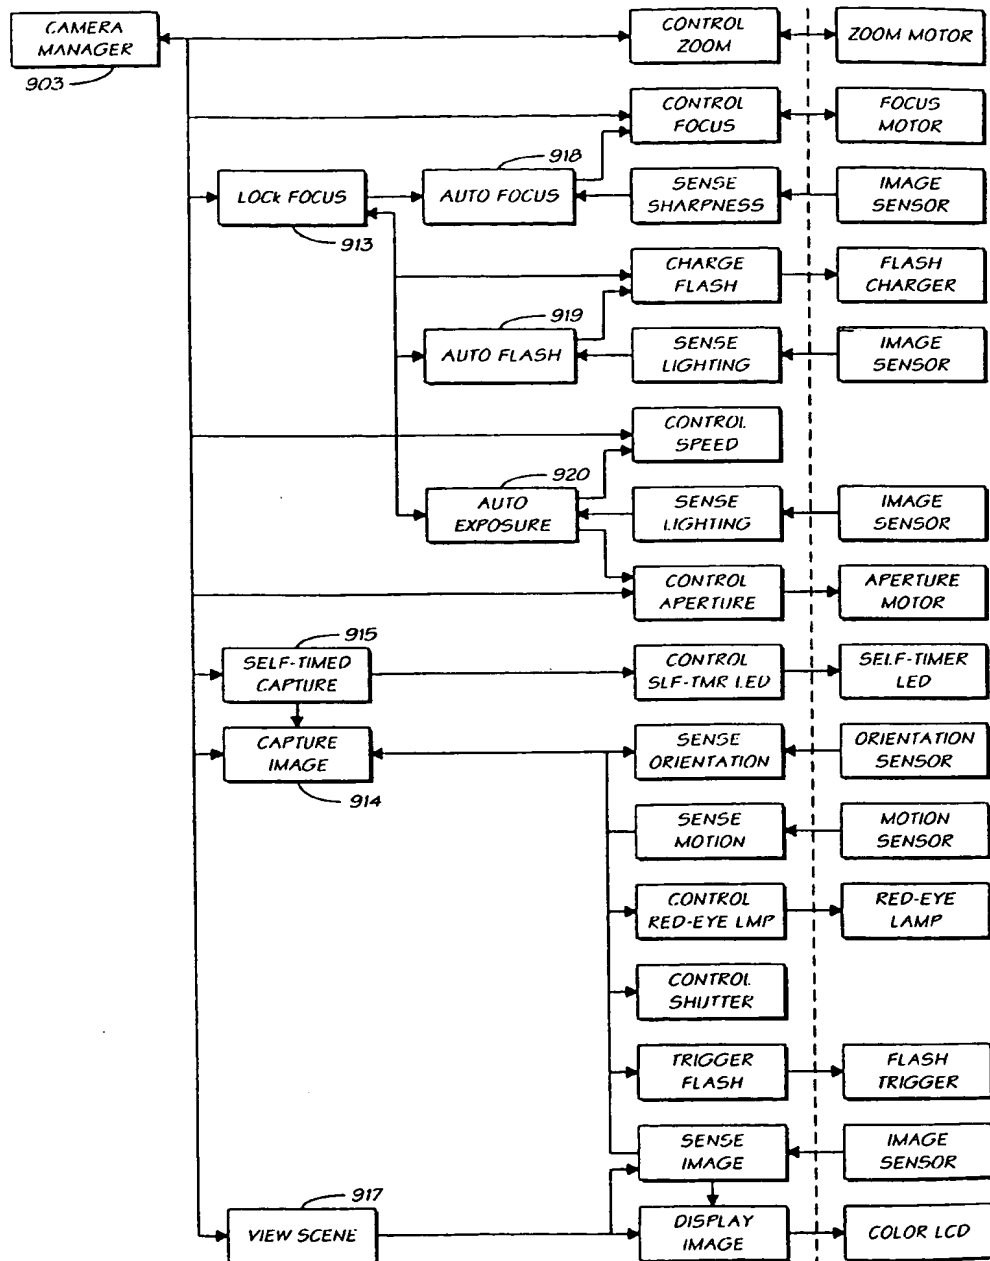 CAMERA
MANAGER
903
CONTROL
ZOOM
ZOOM MOTOR
CONTROL
FOCUS
FOCUS
MOTOR
918
LOCK FOCUS
913
AUTO FOCUS
SENSE
SHARPNESS
IMAGE
SENSOR
CHARGE
FLASH
FLASH
CHARGER
919
AUTO FLASH
SENSE
LIGHTING
IMAGE
SENSOR
CONTROL
SPEED
920
AUTO
EXPOSURE
SENSE
LIGHTING
IMAGE
SENSOR
CONTROL
APERTURE
APERTURE
MOTOR
915
SELF-TIMED
CAPTURE
CONTROL
SLF-TMR LED
SELF-TIMER
LED
CAPTURE
IMAGE
914
SENSE
ORIENTATION
ORIENTATION
SENSOR
SENSE
MOTION
MOTION
SENSOR
CONTROL
RED-EYE LMP
RED-EYE
LAMP
CONTROL
SHUTTER
TRIGGER
FLASH
FLASH
TRIGGER
SENSE
IMAGE
IMAGE
SENSOR
917
VIEW SCENE
DISPLAY
IMAGE
COLOR LCD